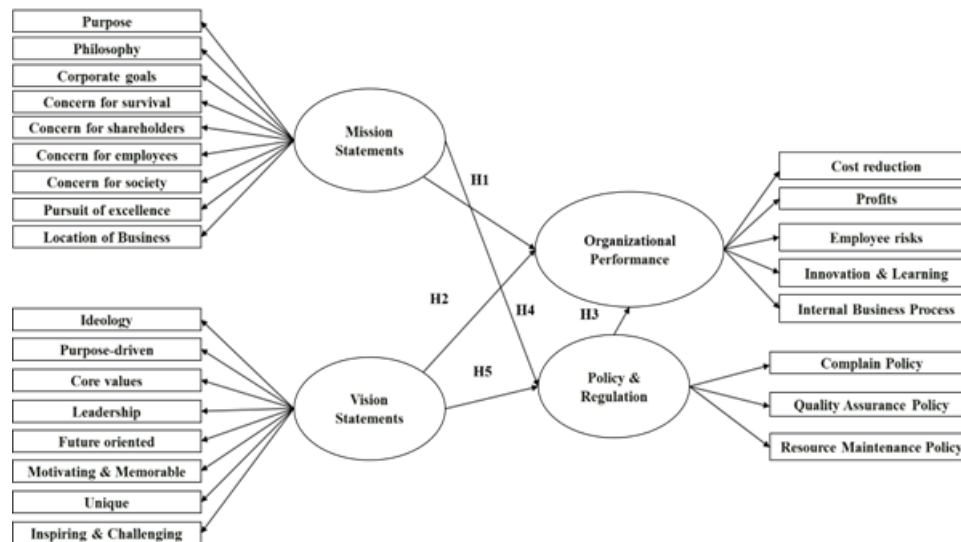 Purpose
Philosophy
Corporate goals
Concern for survival
Concern for shareholders
Concern for employees
Concern for society
Pursuit of excellence
Location of Business
Mission
Statements
H1
Organizational
Performance
Cost reduction
Profits
Employee risks
Innovation & Learning
Internal Business Process
H2
H4
H3
Ideology
Purpose-driven
Core values
Leadership
Future oriented
Motivating & Memorable
Unique
Inspiring & Challenging
Vision
Statements
H5
Policy &
Regulation
Complain Policy
Quality Assurance Policy
Resource Maintenance Policy